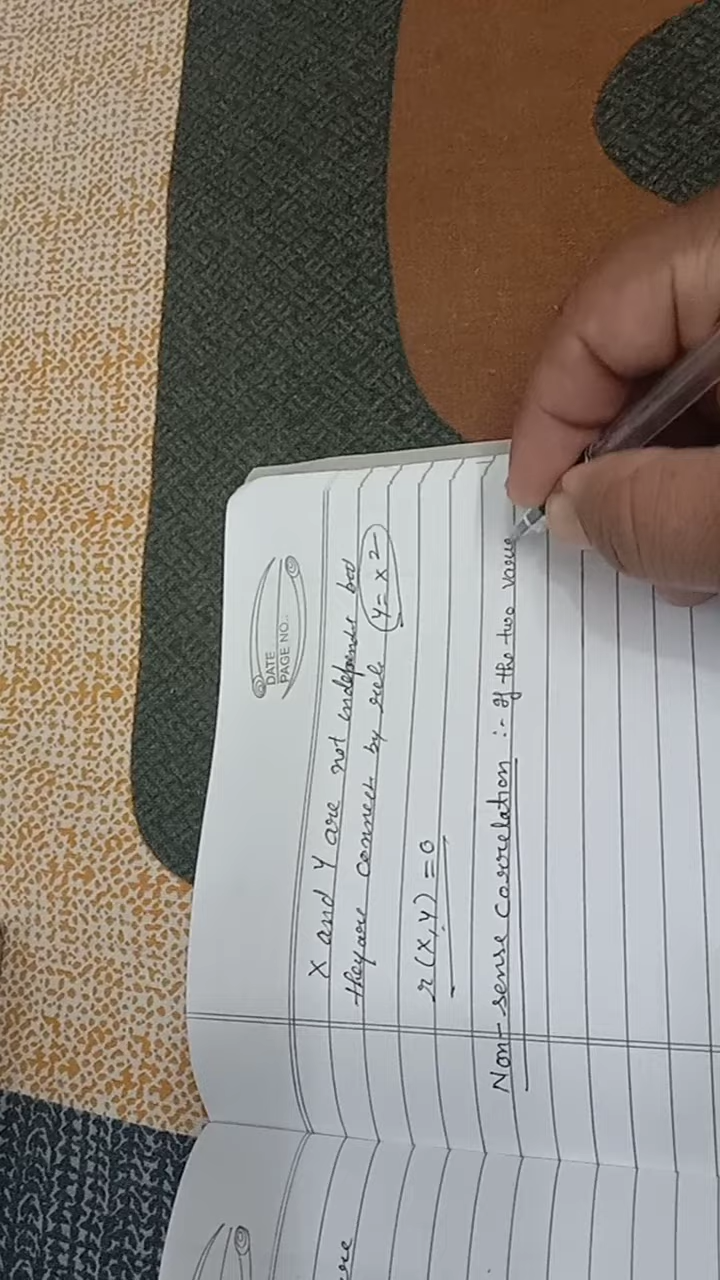 DATE
PAGE NO.:
X and Y are not independent but
they are connect by rule Y = X²
r(X,Y) = 0
Non-sense correlation :- If the two value